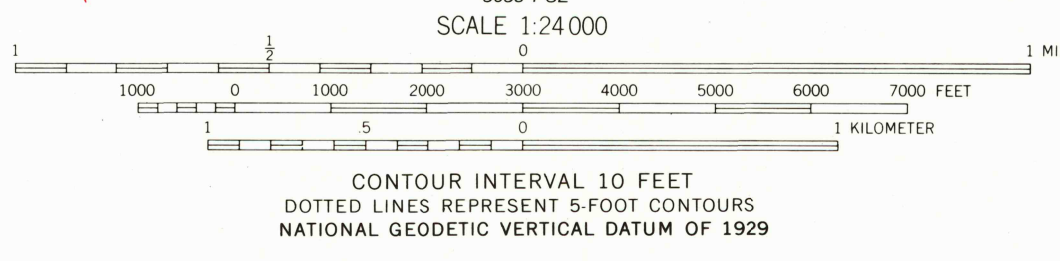 SCALE 1:24 000
1 1/2 0 1 MI
1000 0 1000 2000 3000 4000 5000 6000 7000 FEET
1 .5 0 1 KILOMETER
CONTOUR INTERVAL 10 FEET
DOTTED LINES REPRESENT 5-FOOT CONTOURS
NATIONAL GEODETIC VERTICAL DATUM OF 1929